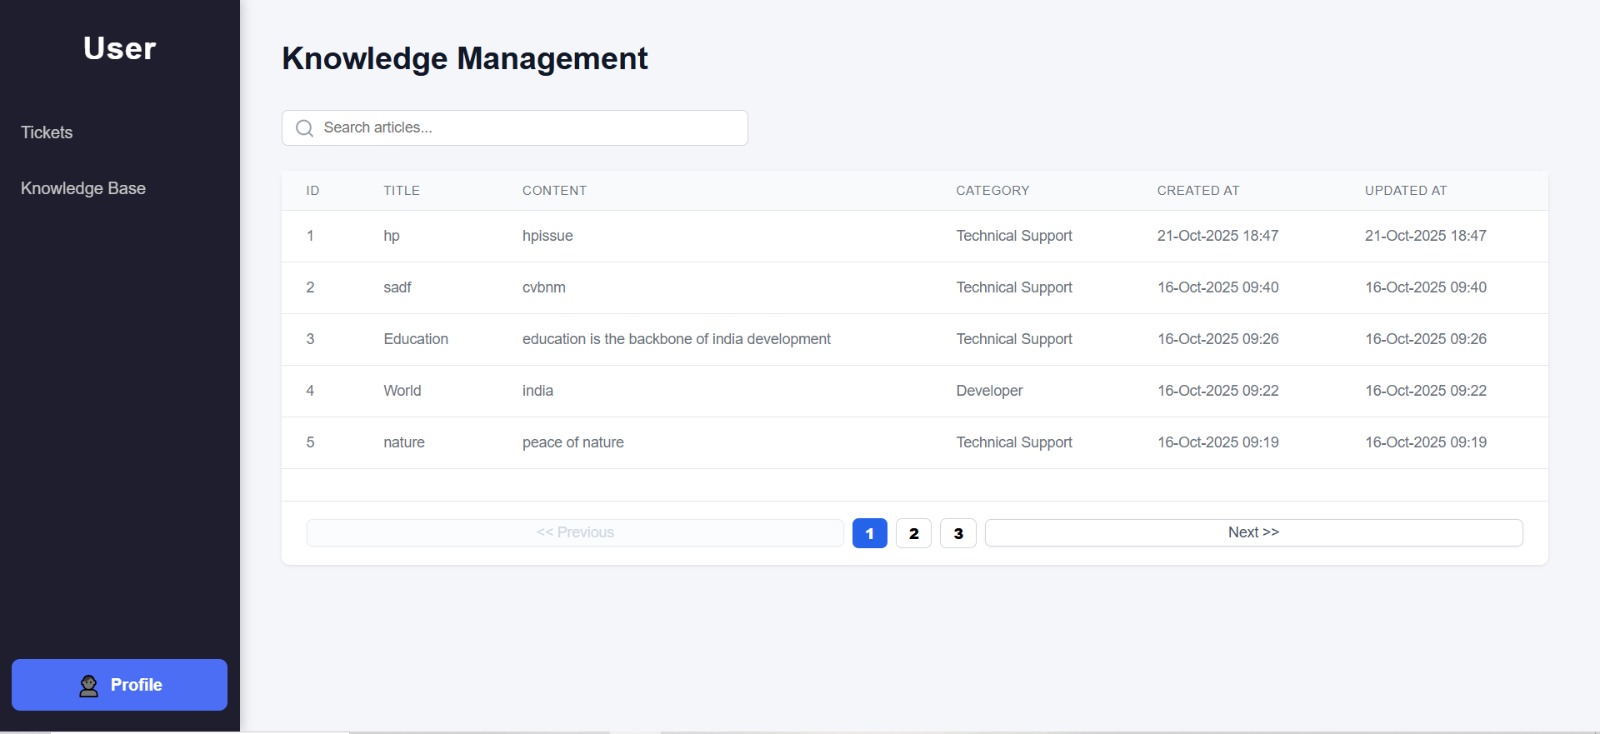 User
Tickets
Knowledge Base
Profile
Knowledge Management
Search articles...
ID TITLE CONTENT CATEGORY CREATED AT UPDATED AT
1 hp hpissue Technical Support 21-Oct-2025 18:47 21-Oct-2025 18:47
2 sadf cvbnm Technical Support 16-Oct-2025 09:40 16-Oct-2025 09:40
3 Education education is the backbone of india development Technical Support 16-Oct-2025 09:26 16-Oct-2025 09:26
4 World india Developer 16-Oct-2025 09:22 16-Oct-2025 09:22
5 nature peace of nature Technical Support 16-Oct-2025 09:19 16-Oct-2025 09:19
<< Previous 1 2 3 Next >>